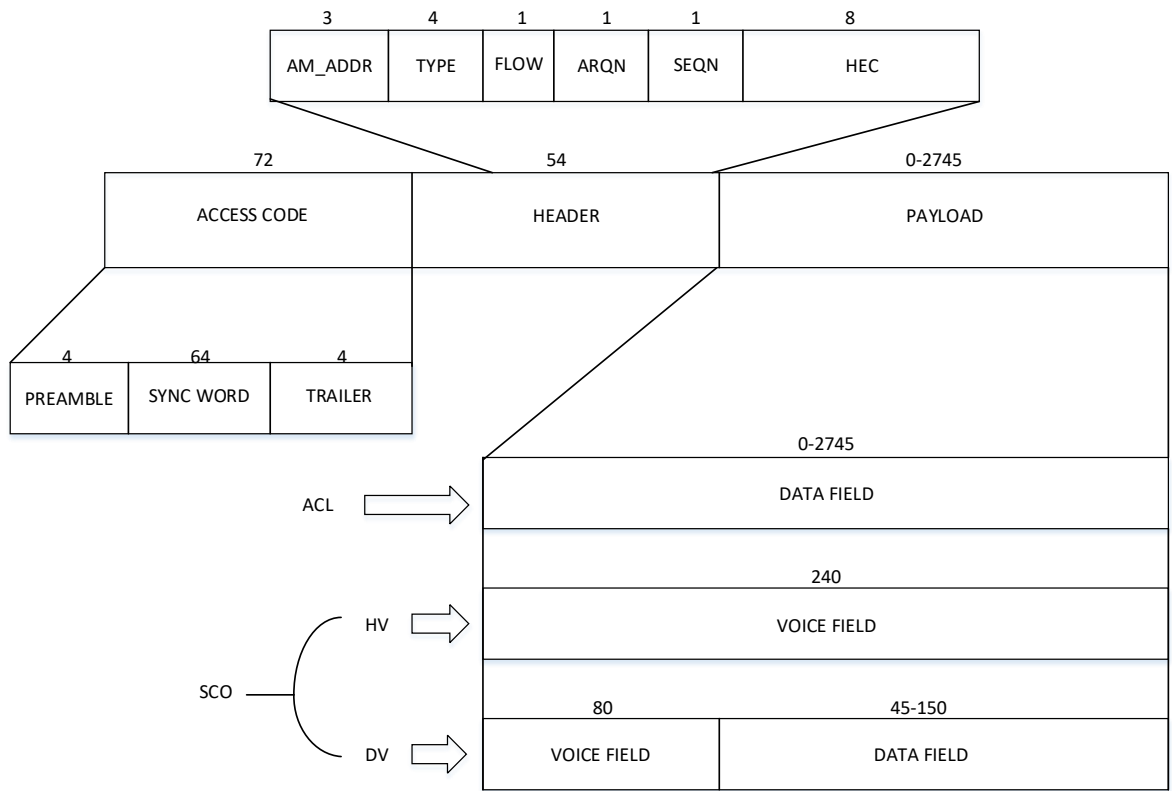 3 4 1 1 1 8
AM_ADDR TYPE FLOW ARQN SEQN HEC
72 54 0-2745
ACCESS CODE HEADER PAYLOAD
4 64 4
PREAMBLE SYNC WORD TRAILER
0-2745
ACL DATA FIELD
240
HV VOICE FIELD
SCO
80 45-150
DV VOICE FIELD DATA FIELD